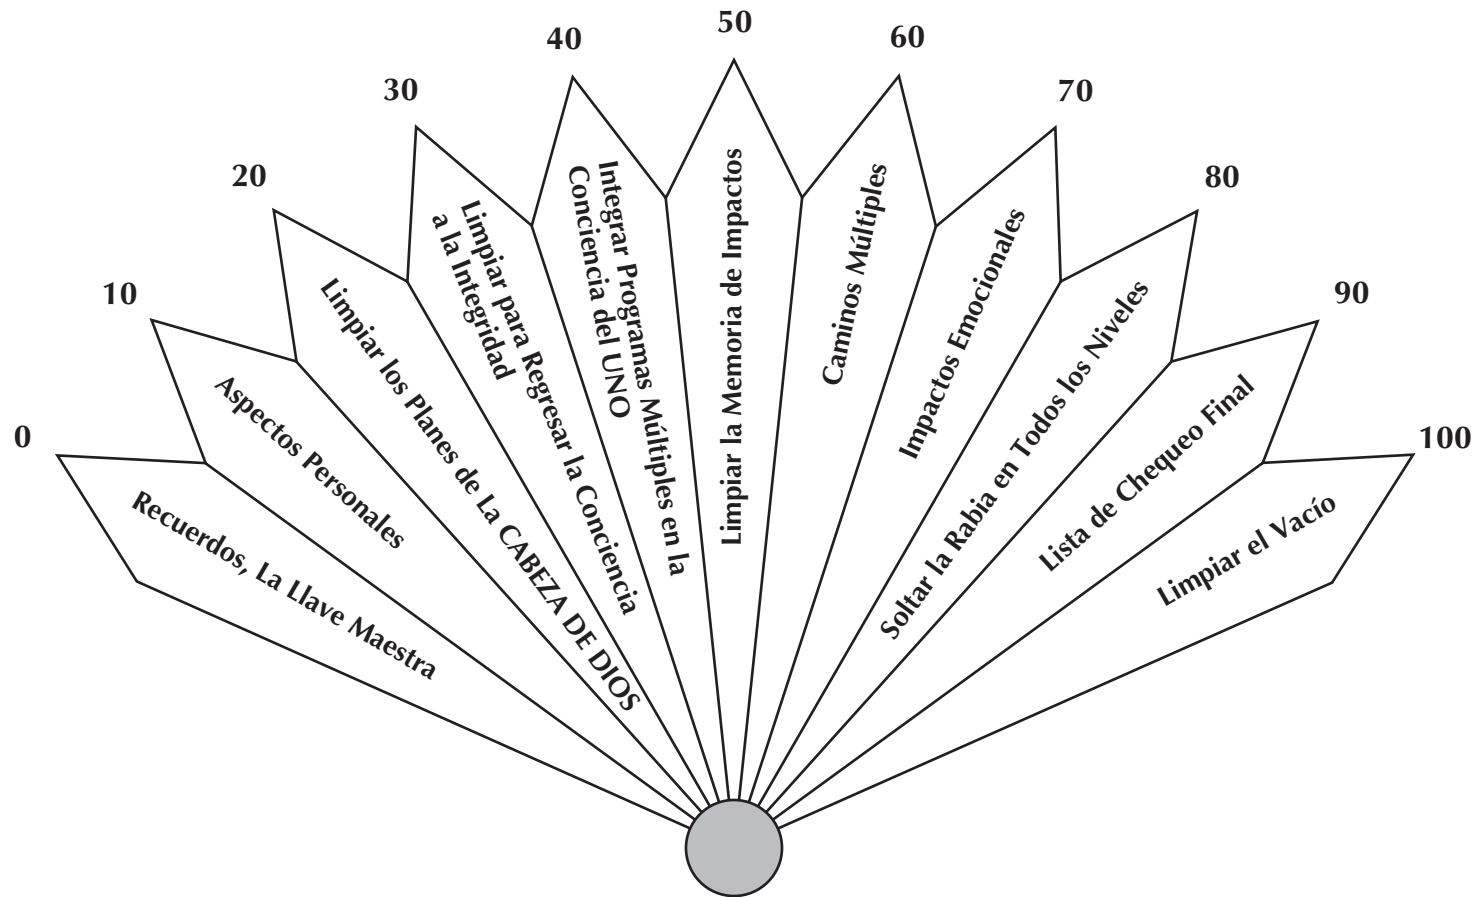 0
Recuerdos, La Llave Maestra
10
Aspectos Personales
20
Limpiar los Planes de La CABEZA DE DIOS
30
Limpiar para Regresar la Conciencia
a la Integridad
40
Integrar Programas Múltiples en la
Conciencia del UNO
50
Limpiar la Memoria de Impactos
60
Caminos Múltiples
70
Impactos Emocionales
80
Soltar la Rabia en Todos los Niveles
90
Lista de Chequeo Final
100
Limpiar el Vacío